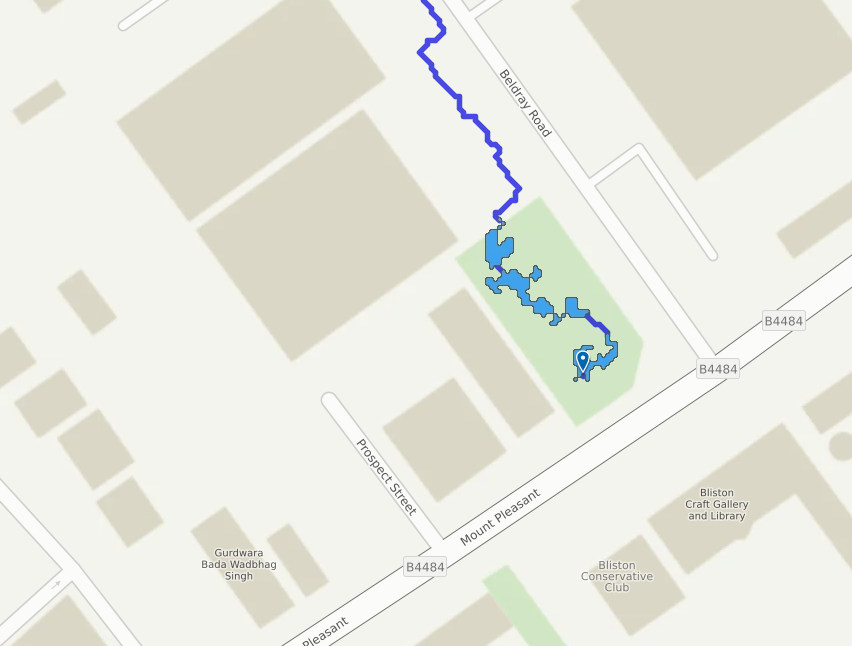 Beldray Road
B4484
B4484
Prospect Street
Mount Pleasant
Bliston
Craft Gallery
and Library
Gurdwara
Bada Wadbhag
Singh
B4484
Bliston
Conservative
Club
Pleasant